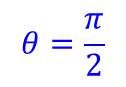 θ = π/2